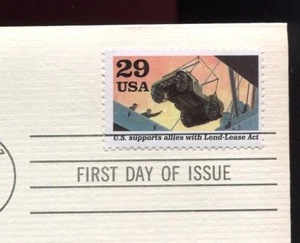 29
USA
U.S. supports allies with Lend-Lease Act
FIRST DAY OF ISSUE